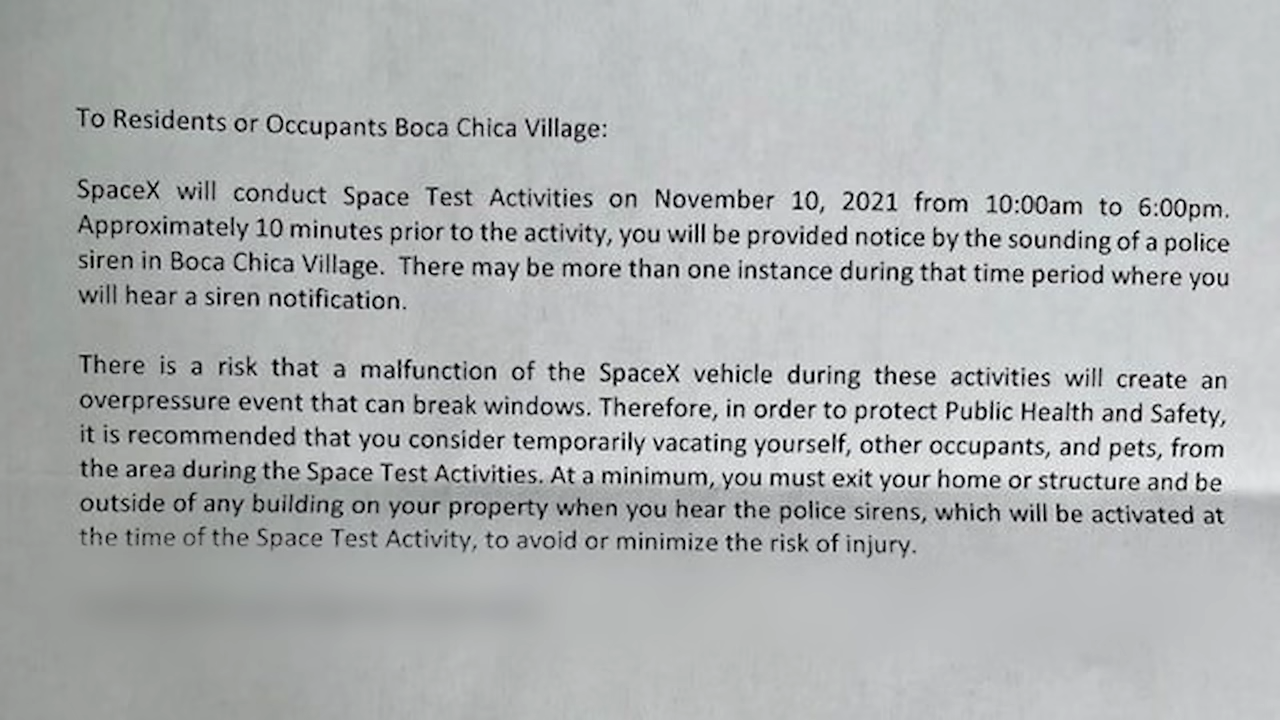 To Residents or Occupants Boca Chica Village:
SpaceX will conduct Space Test Activities on November 10, 2021 from 10:00am to 6:00pm.
Approximately 10 minutes prior to the activity, you will be provided notice by the sounding of a police
siren in Boca Chica Village.  There may be more than one instance during that time period where you
will hear a siren notification.
There is a risk that a malfunction of the SpaceX vehicle during these activities will create an
overpressure event that can break windows. Therefore, in order to protect Public Health and Safety,
it is recommended that you consider temporarily vacating yourself, other occupants, and pets, from
the area during the Space Test Activities. At a minimum, you must exit your home or structure and be
outside of any building on your property when you hear the police sirens, which will be activated at
the time of the Space Test Activity, to avoid or minimize the risk of injury.